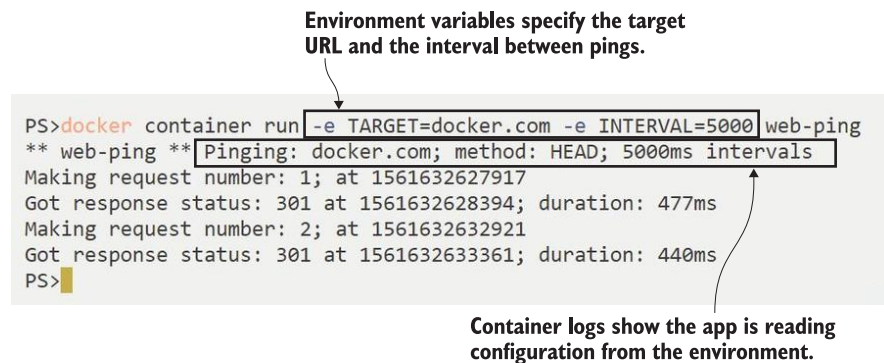 Environment variables specify the target
URL and the interval between pings.
PS>docker container run -e TARGET=docker.com -e INTERVAL=5000 web-ping
** web-ping ** Pinging: docker.com; method: HEAD; 5000ms intervals
Making request number: 1; at 1561632627917
Got response status: 301 at 1561632628394; duration: 477ms
Making request number: 2; at 1561632632921
Got response status: 301 at 1561632633361; duration: 440ms
PS>
Container logs show the app is reading
configuration from the environment.